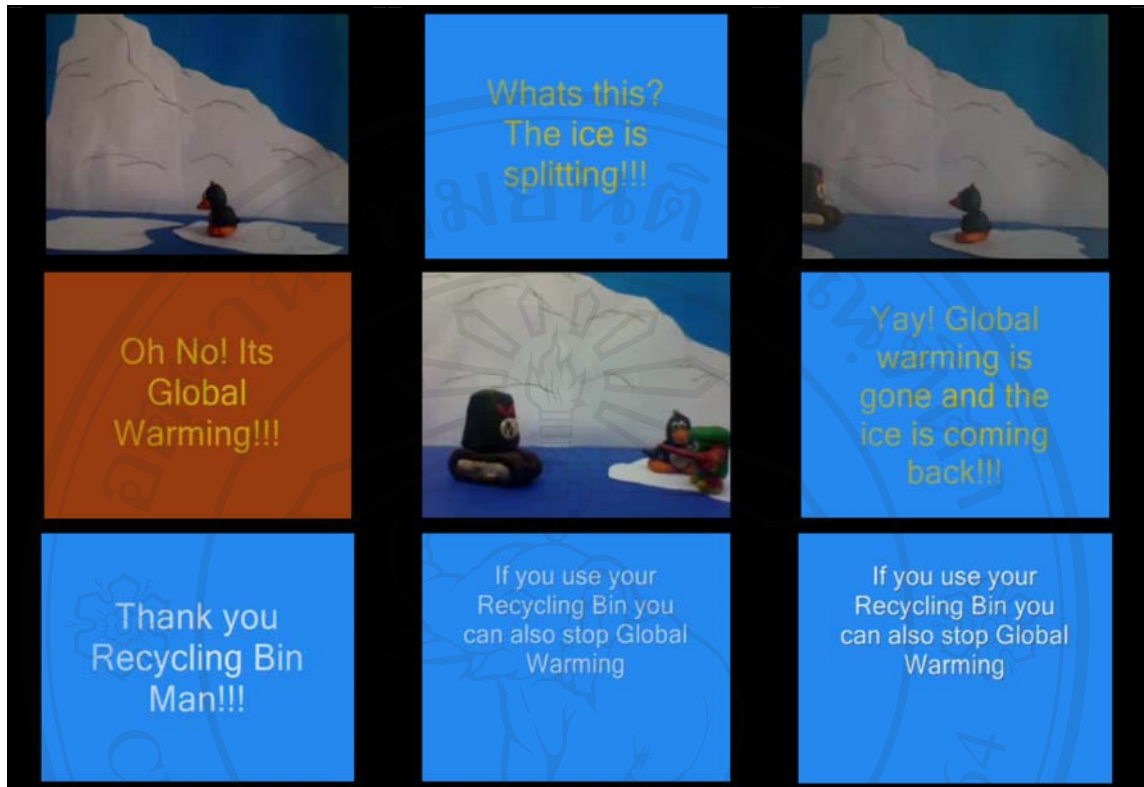 Whats this?
The ice is
splitting!!!
Oh No! Its
Global
Warming!!!
Yay! Global
warming is
gone and the
ice is coming
back!!!
Thank you
Recycling Bin
Man!!!
If you use your
Recycling Bin you
can also stop Global
Warming
If you use your
Recycling Bin you
can also stop Global
Warming